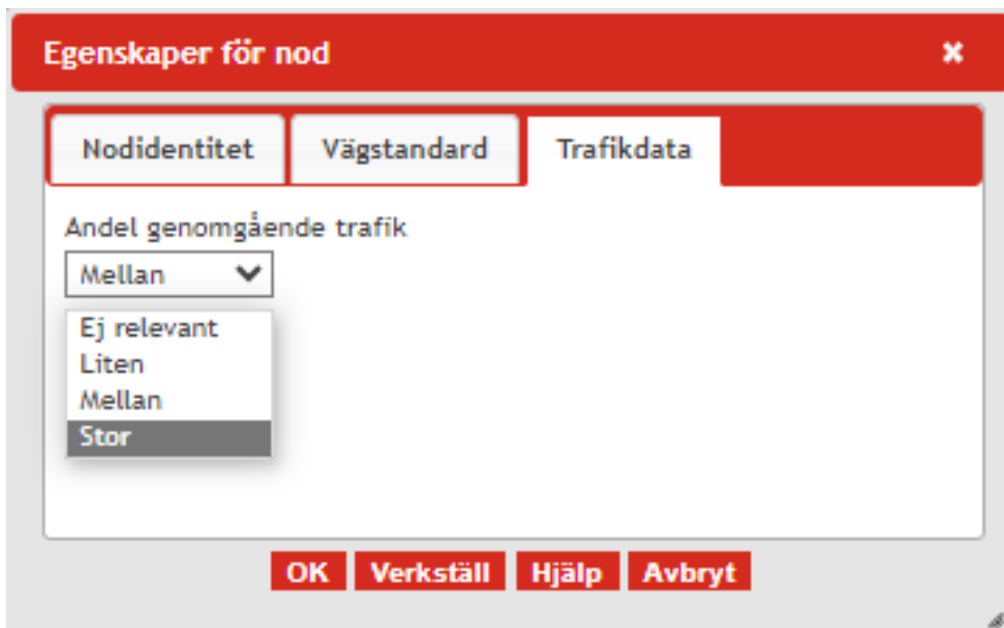 Egenskaper för nod
Nodidentitet Vägstandard Trafikdata
Andel genomgående trafik
Mellan
Ej relevant
Liten
Mellan
Stor
OK Verkställ Hjälp Avbryt